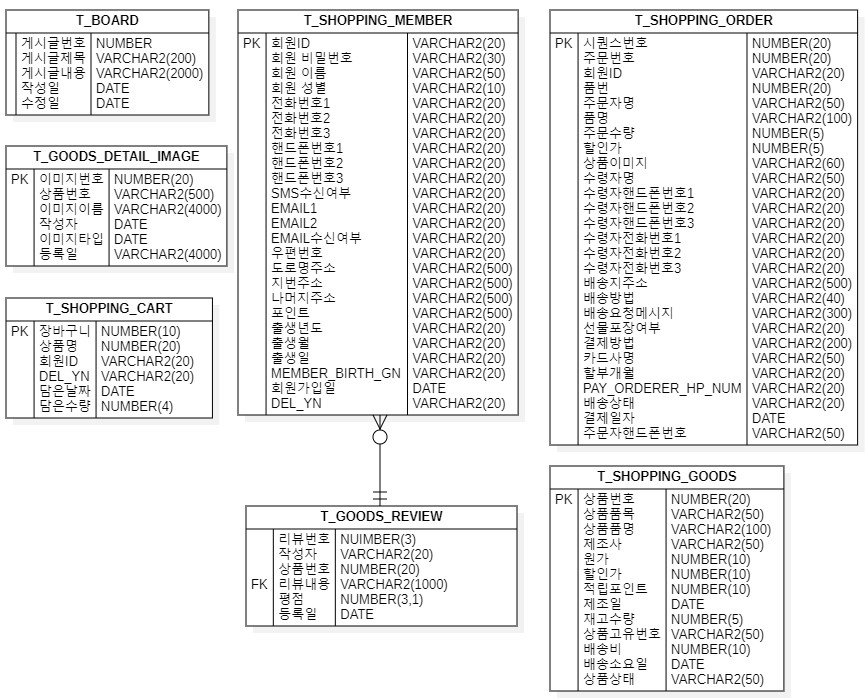 T_BOARD
게시글번호 NUMBER
게시글제목 VARCHAR2(200)
게시글내용 VARCHAR2(2000)
작성일 DATE
수정일 DATE
T_GOODS_DETAIL_IMAGE
PK 이미지번호 NUMBER(20)
상품번호 VARCHAR2(500)
이미지이름 VARCHAR2(4000)
작성자 DATE
이미지타입 DATE
등록일 VARCHAR2(4000)
T_SHOPPING_CART
PK 장바구니 NUMBER(10)
상품명 NUMBER(20)
회원ID VARCHAR2(20)
DEL_YN VARCHAR2(20)
담은날짜 DATE
담은수량 NUMBER(4)
T_SHOPPING_MEMBER
PK 회원ID VARCHAR2(20)
회원 비밀번호 VARCHAR2(30)
회원 이름 VARCHAR2(50)
회원 성별 VARCHAR2(10)
전화번호1 VARCHAR2(20)
전화번호2 VARCHAR2(20)
전화번호3 VARCHAR2(20)
핸드폰번호1 VARCHAR2(20)
핸드폰번호2 VARCHAR2(20)
핸드폰번호3 VARCHAR2(20)
SMS수신여부 VARCHAR2(20)
EMAIL1 VARCHAR2(20)
EMAIL2 VARCHAR2(20)
EMAIL수신여부 VARCHAR2(20)
우편번호 VARCHAR2(20)
도로명주소 VARCHAR2(500)
지번주소 VARCHAR2(500)
나머지주소 VARCHAR2(500)
포인트 VARCHAR2(500)
출생년도 VARCHAR2(20)
출생월 VARCHAR2(20)
출생일 VARCHAR2(20)
MEMBER_BIRTH_GN VARCHAR2(20)
회원가입일 DATE
DEL_YN VARCHAR2(20)
T_GOODS_REVIEW
리뷰번호 NUIMBER(3)
작성자 VARCHAR2(20)
상품번호 NUMBER(20)
FK 리뷰내용 VARCHAR2(1000)
평점 NUMBER(3,1)
등록일 DATE
T_SHOPPING_ORDER
PK 시퀀스번호 NUMBER(20)
주문번호 NUMBER(20)
회원ID VARCHAR2(20)
품번 NUMBER(20)
주문자명 VARCHAR2(50)
품명 VARCHAR2(100)
주문수량 NUMBER(5)
할인가 NUMBER(5)
상품이미지 VARCHAR2(60)
수령자명 VARCHAR2(50)
수령자핸드폰번호1 VARCHAR2(20)
수령자핸드폰번호2 VARCHAR2(20)
수령자핸드폰번호3 VARCHAR2(20)
수령자전화번호1 VARCHAR2(20)
수령자전화번호2 VARCHAR2(20)
수령자전화번호3 VARCHAR2(20)
배송지주소 VARCHAR2(500)
배송방법 VARCHAR2(40)
배송요청메시지 VARCHAR2(300)
선물포장여부 VARCHAR2(20)
결제방법 VARCHAR2(200)
카드사명 VARCHAR2(50)
할부개월 VARCHAR2(20)
PAY_ORDERER_HP_NUM VARCHAR2(20)
배송상태 VARCHAR2(20)
결제일자 DATE
주문자핸드폰번호 VARCHAR2(50)
T_SHOPPING_GOODS
PK 상품번호 NUMBER(20)
상품품목 VARCHAR2(50)
상품품명 VARCHAR2(100)
제조사 VARCHAR2(50)
원가 NUMBER(10)
할인가 NUMBER(10)
적립포인트 NUMBER(10)
제조일 DATE
재고수량 NUMBER(5)
상품고유번호 VARCHAR2(50)
배송비 NUMBER(10)
배송소요일 DATE
상품상태 VARCHAR2(50)